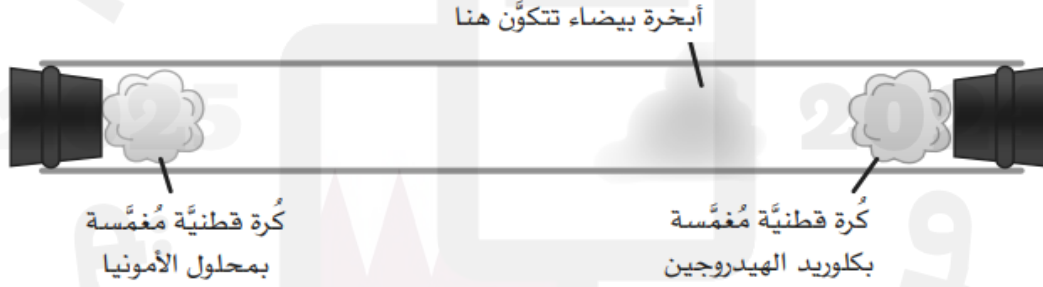 أبخرة بيضاء تتكوَّن هنا
كُرة قطنيَّة مُغمَّسة
بكلوريد الهيدروجين
كُرة قطنيَّة مُغمَّسة
بمحلول الأمونيا